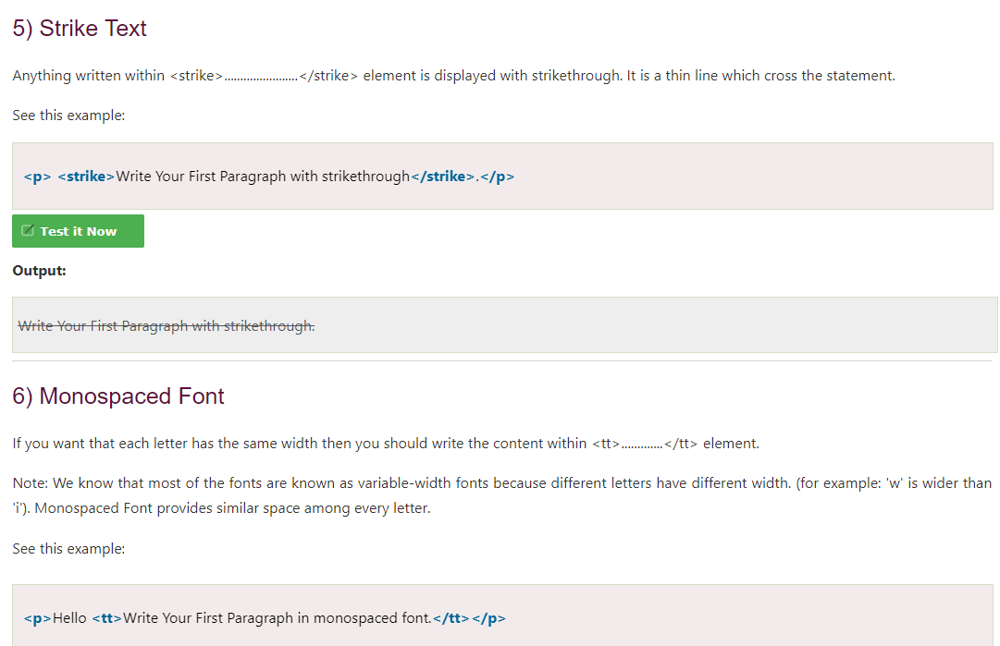 5) Strike Text
Anything written within <strike>.......................</strike> element is displayed with strikethrough. It is a thin line which cross the statement.
See this example:
<p> <strike>Write Your First Paragraph with strikethrough</strike>.</p>
Test it Now
Output:
Write Your First Paragraph with strikethrough.
6) Monospaced Font
If you want that each letter has the same width then you should write the content within <tt>.............</tt> element.
Note: We know that most of the fonts are known as variable-width fonts because different letters have different width. (for example: 'w' is wider than
'i'). Monospaced Font provides similar space among every letter.
See this example:
<p>Hello <tt>Write Your First Paragraph in monospaced font.</tt></p>